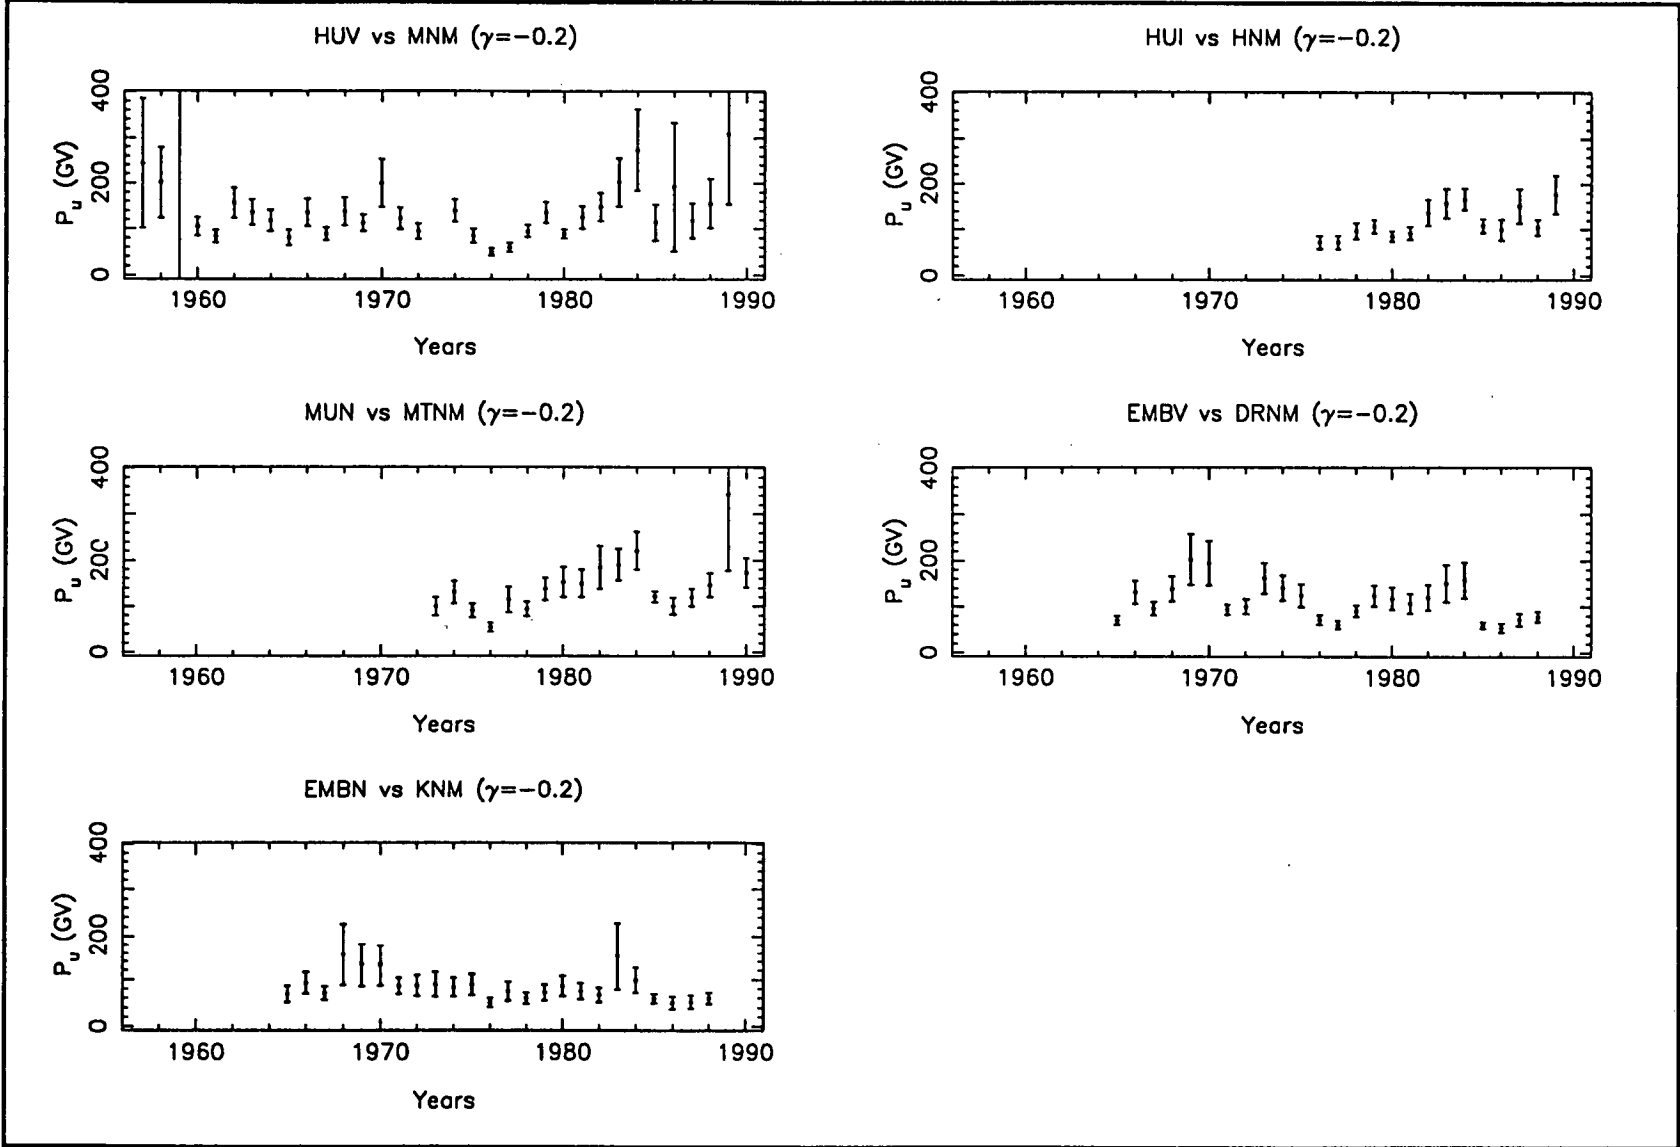 HUV vs MNM (γ=−0.2)
400
200
0
P_u (GV)
1960 1970 1980 1990
Years
HUI vs HNM (γ=−0.2)
400
200
0
P_u (GV)
1960 1970 1980 1990
Years
MUN vs MTNM (γ=−0.2)
400
200
0
P_u (GV)
1960 1970 1980 1990
Years
EMBV vs DRNM (γ=−0.2)
400
200
0
P_u (GV)
1960 1970 1980 1990
Years
EMBN vs KNM (γ=−0.2)
400
200
0
P_u (GV)
1960 1970 1980 1990
Years